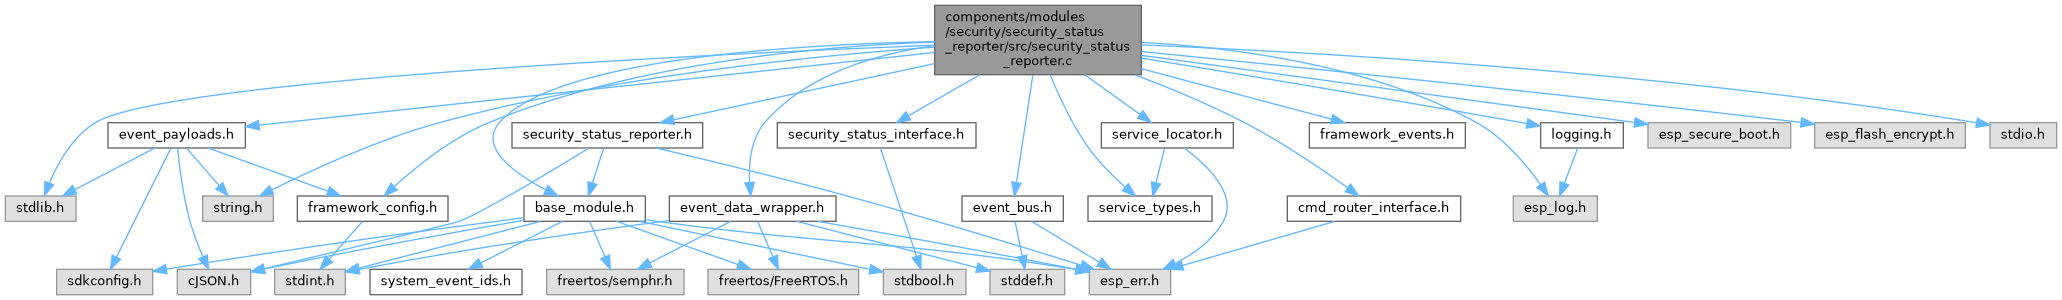 components/modules
/security/security_status
_reporter/src/security_status
_reporter.c
event_payloads.h
security_status_reporter.h
security_status_interface.h
service_locator.h
framework_events.h
logging.h
esp_secure_boot.h
esp_flash_encrypt.h
stdio.h
stdlib.h
string.h
framework_config.h
base_module.h
event_data_wrapper.h
event_bus.h
service_types.h
cmd_router_interface.h
esp_log.h
sdkconfig.h
cJSON.h
stdint.h
system_event_ids.h
freertos/semphr.h
freertos/FreeRTOS.h
stdbool.h
stddef.h
esp_err.h